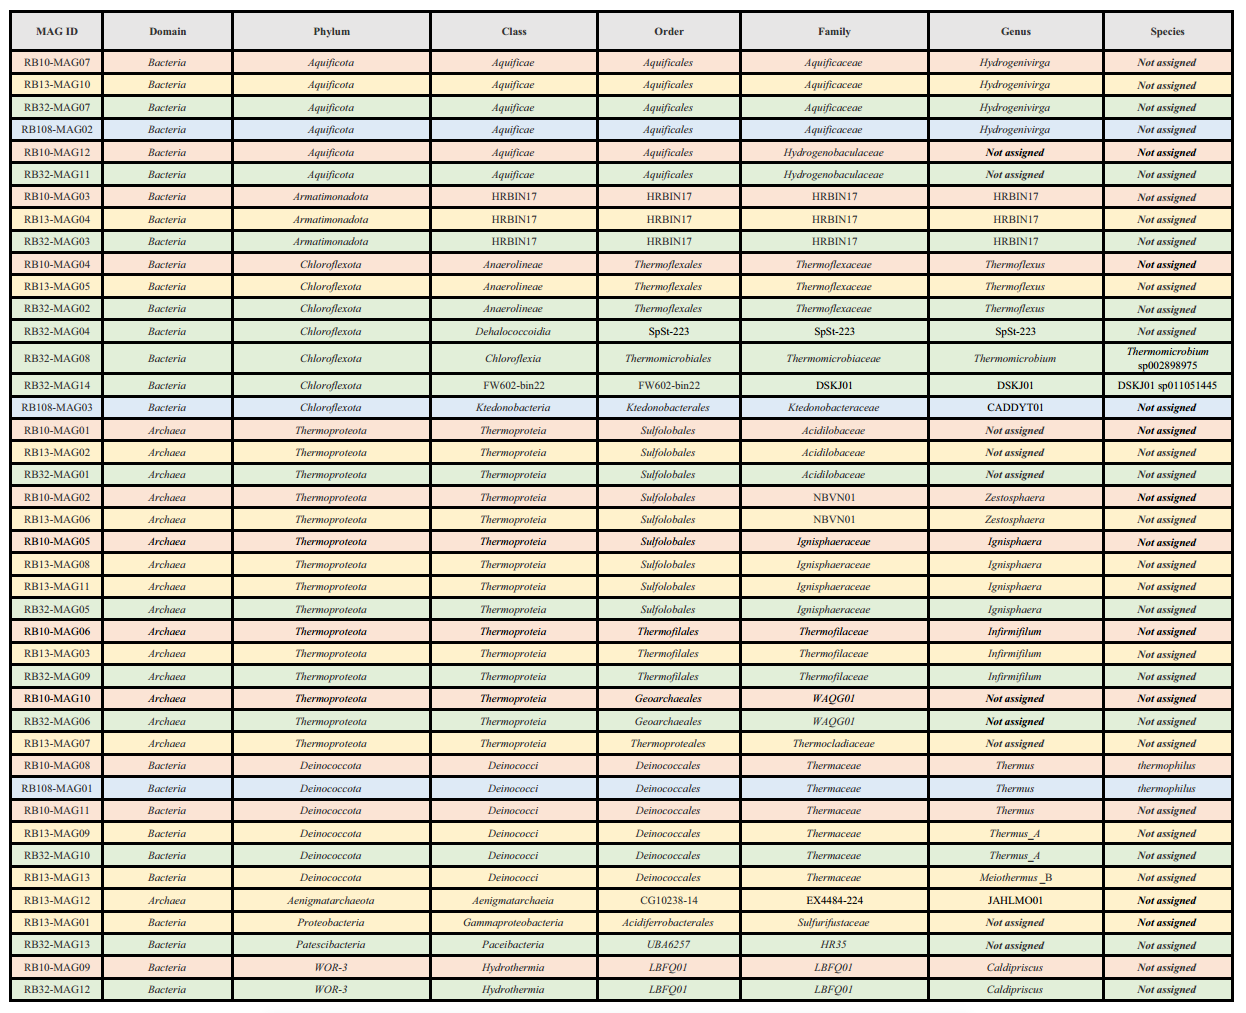 MAG ID Domain Phylum Class Order Family Genus Species
RB10-MAG07 Bacteria Aquificota Aquificae Aquificales Aquificaceae Hydrogenivirga Not assigned
RB13-MAG10 Bacteria Aquificota Aquificae Aquificales Aquificaceae Hydrogenivirga Not assigned
RB32-MAG07 Bacteria Aquificota Aquificae Aquificales Aquificaceae Hydrogenivirga Not assigned
RB108-MAG02 Bacteria Aquificota Aquificae Aquificales Aquificaceae Hydrogenivirga Not assigned
RB10-MAG12 Bacteria Aquificota Aquificae Aquificales Hydrogenobaculaceae Not assigned Not assigned
RB32-MAG11 Bacteria Aquificota Aquificae Aquificales Hydrogenobaculaceae Not assigned Not assigned
RB10-MAG03 Bacteria Armatimonadota HRBIN17 HRBIN17 HRBIN17 HRBIN17 Not assigned
RB13-MAG04 Bacteria Armatimonadota HRBIN17 HRBIN17 HRBIN17 HRBIN17 Not assigned
RB32-MAG03 Bacteria Armatimonadota HRBIN17 HRBIN17 HRBIN17 HRBIN17 Not assigned
RB10-MAG04 Bacteria Chloroflexota Anaerolineae Thermoflexales Thermoflexaceae Thermoflexus Not assigned
RB13-MAG05 Bacteria Chloroflexota Anaerolineae Thermoflexales Thermoflexaceae Thermoflexus Not assigned
RB32-MAG02 Bacteria Chloroflexota Anaerolineae Thermoflexales Thermoflexaceae Thermoflexus Not assigned
RB32-MAG04 Bacteria Chloroflexota Dehalococcoidia SpSt-223 SpSt-223 SpSt-223 Not assigned
RB32-MAG08 Bacteria Chloroflexota Chloroflexia Thermomicrobiales Thermomicrobiaceae Thermomicrobium Thermomicrobium
sp002898975
RB32-MAG14 Bacteria Chloroflexota FW602-bin22 FW602-bin22 DSKJ01 DSKJ01 DSKJ01 sp011051445
RB108-MAG03 Bacteria Chloroflexota Ktedonobacteria Ktedonobacterales Ktedonobacteraceae CADDYT01 Not assigned
RB10-MAG01 Archaea Thermoproteota Thermoproteia Sulfolobales Acidilobaceae Not assigned Not assigned
RB13-MAG02 Archaea Thermoproteota Thermoproteia Sulfolobales Acidilobaceae Not assigned Not assigned
RB32-MAG01 Archaea Thermoproteota Thermoproteia Sulfolobales Acidilobaceae Not assigned Not assigned
RB10-MAG02 Archaea Thermoproteota Thermoproteia Sulfolobales NBVN01 Zestosphaera Not assigned
RB13-MAG06 Archaea Thermoproteota Thermoproteia Sulfolobales NBVN01 Zestosphaera Not assigned
RB10-MAG05 Archaea Thermoproteota Thermoproteia Sulfolobales Ignisphaeraceae Ignisphaera Not assigned
RB13-MAG08 Archaea Thermoproteota Thermoproteia Sulfolobales Ignisphaeraceae Ignisphaera Not assigned
RB13-MAG11 Archaea Thermoproteota Thermoproteia Sulfolobales Ignisphaeraceae Ignisphaera Not assigned
RB32-MAG05 Archaea Thermoproteota Thermoproteia Sulfolobales Ignisphaeraceae Ignisphaera Not assigned
RB10-MAG06 Archaea Thermoproteota Thermoproteia Thermofilales Thermofilaceae Infirmifilum Not assigned
RB13-MAG03 Archaea Thermoproteota Thermoproteia Thermofilales Thermofilaceae Infirmifilum Not assigned
RB32-MAG09 Archaea Thermoproteota Thermoproteia Thermofilales Thermofilaceae Infirmifilum Not assigned
RB10-MAG10 Archaea Thermoproteota Thermoproteia Geoarchaeales WAQG01 Not assigned Not assigned
RB32-MAG06 Archaea Thermoproteota Thermoproteia Geoarchaeales WAQG01 Not assigned Not assigned
RB13-MAG07 Archaea Thermoproteota Thermoproteia Thermoproteales Thermocladiaceae Not assigned Not assigned
RB10-MAG08 Bacteria Deinococcota Deinococci Deinococcales Thermaceae Thermus thermophilus
RB108-MAG01 Bacteria Deinococcota Deinococci Deinococcales Thermaceae Thermus thermophilus
RB10-MAG11 Bacteria Deinococcota Deinococci Deinococcales Thermaceae Thermus Not assigned
RB13-MAG09 Bacteria Deinococcota Deinococci Deinococcales Thermaceae Thermus_A Not assigned
RB32-MAG10 Bacteria Deinococcota Deinococci Deinococcales Thermaceae Thermus_A Not assigned
RB13-MAG13 Bacteria Deinococcota Deinococci Deinococcales Thermaceae Meiothermus_B Not assigned
RB13-MAG12 Archaea Aenigmatarchaeota Aenigmatarchaeia CG10238-14 EX4484-224 JAHLMO01 Not assigned
RB13-MAG01 Bacteria Proteobacteria Gammaproteobacteria Acidiferrobacterales Sulfurifustaceae Not assigned Not assigned
RB32-MAG13 Bacteria Patescibacteria Paceibacteria UBA6257 HR35 Not assigned Not assigned
RB10-MAG09 Bacteria WOR-3 Hydrothermia LBFQ01 LBFQ01 Caldipriscus Not assigned
RB32-MAG12 Bacteria WOR-3 Hydrothermia LBFQ01 LBFQ01 Caldipriscus Not assigned